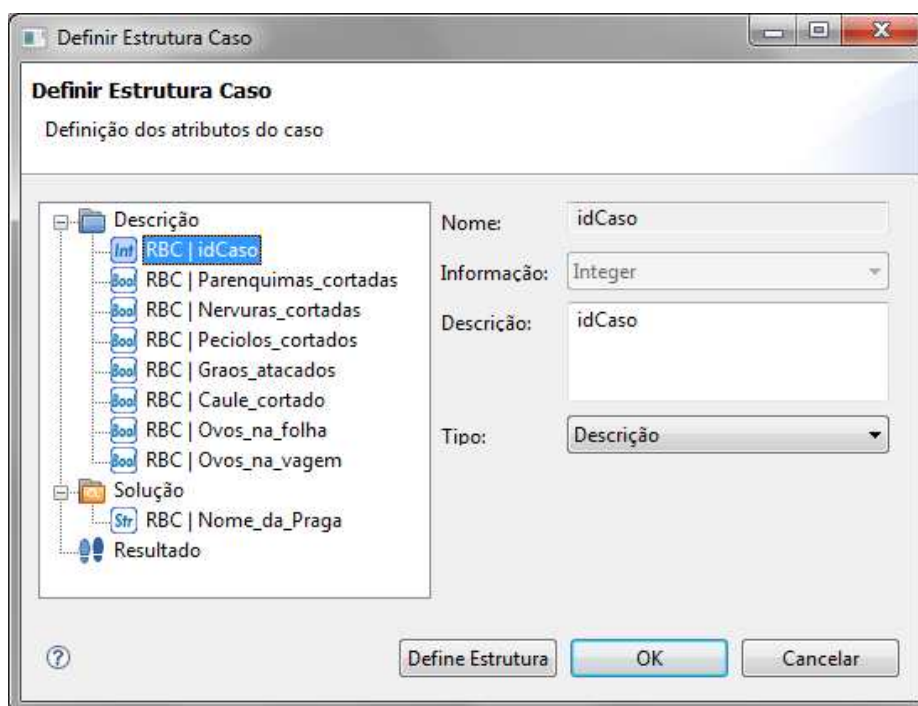 Definir Estrutura Caso
Definir Estrutura Caso
Definição dos atributos do caso
Descrição
Int RBC | idCaso
Bool RBC | Parenquimas_cortadas
Bool RBC | Nervuras_cortadas
Bool RBC | Peciolos_cortados
Bool RBC | Graos_atacados
Bool RBC | Caule_cortado
Bool RBC | Ovos_na_folha
Bool RBC | Ovos_na_vagem
Solução
Str RBC | Nome_da_Praga
Resultado
Nome: idCaso
Informação: Integer
Descrição: idCaso
Tipo: Descrição
? Define Estrutura OK Cancelar